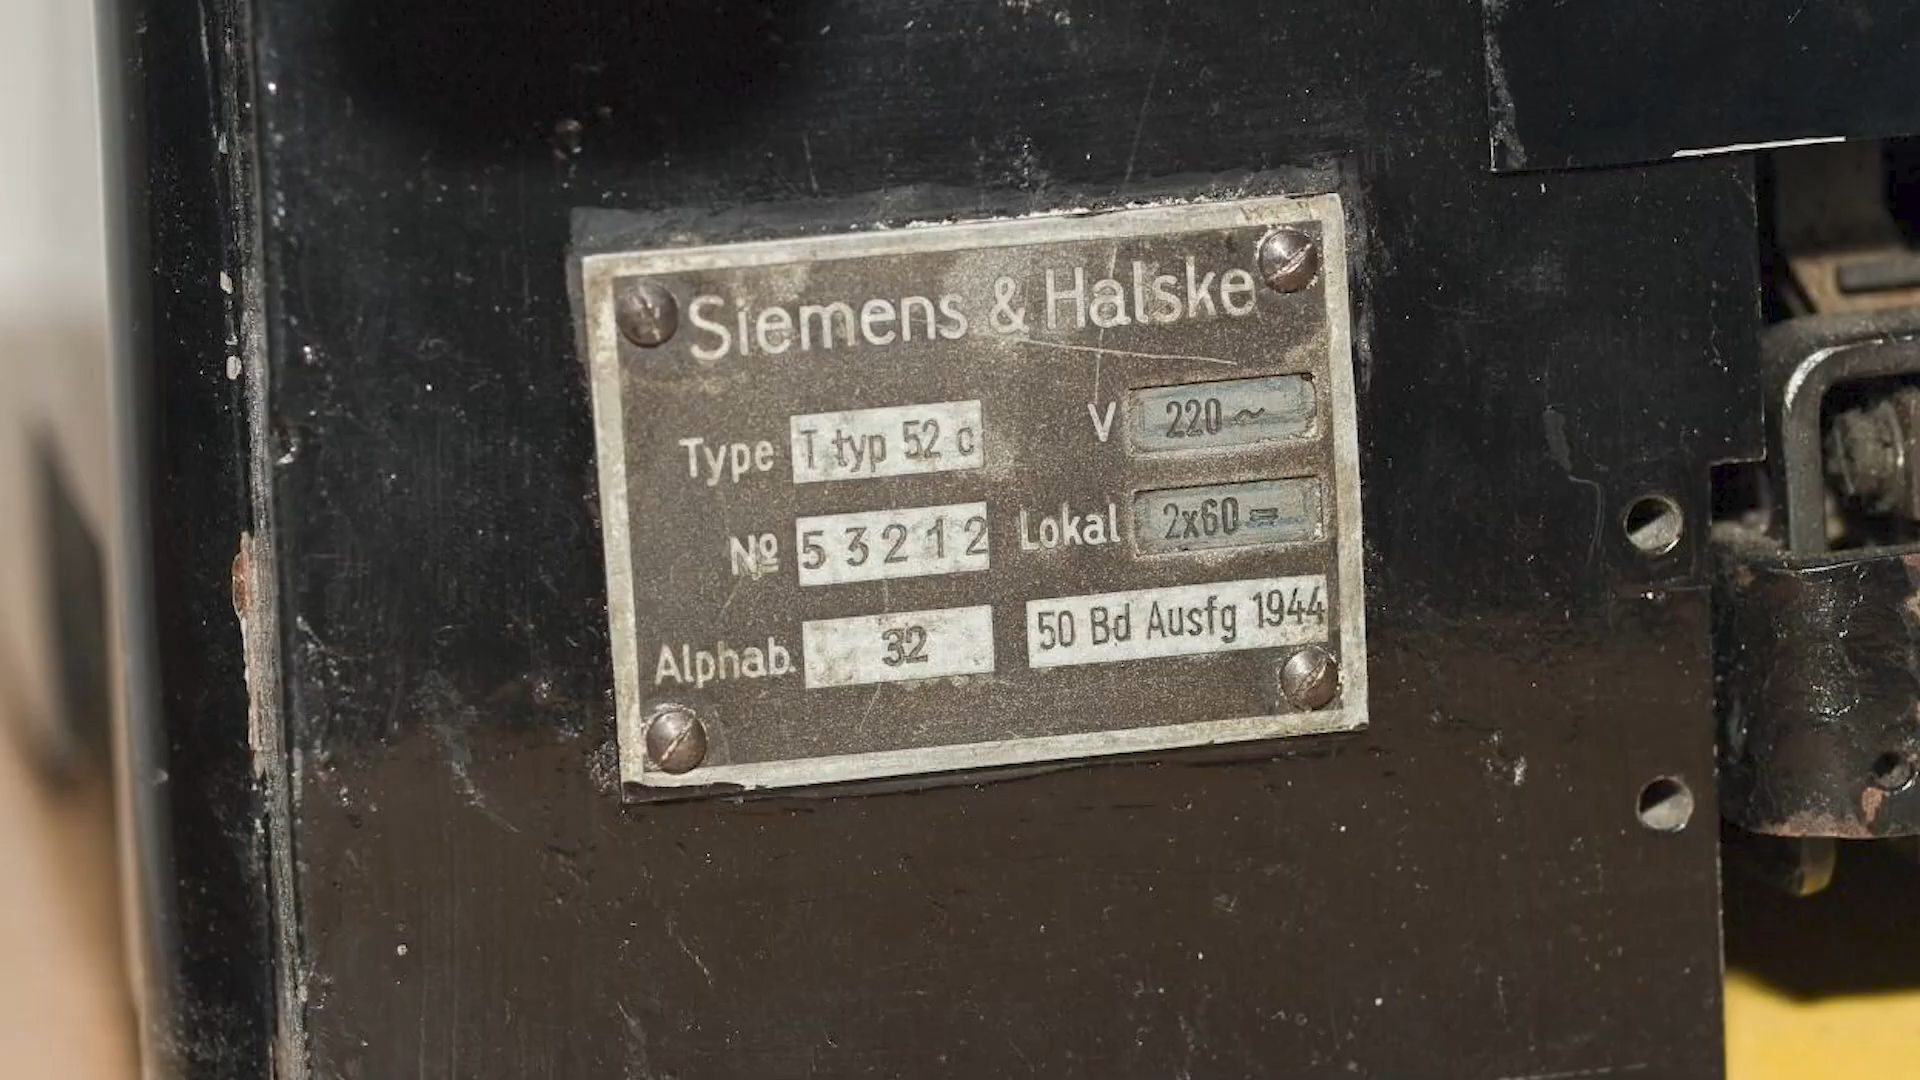 Siemens & Halske
Type T typ 52 c V 220 ~
Nº 53212 Lokal 2x60 =
Alphab. 32 50 Bd Ausfg 1944